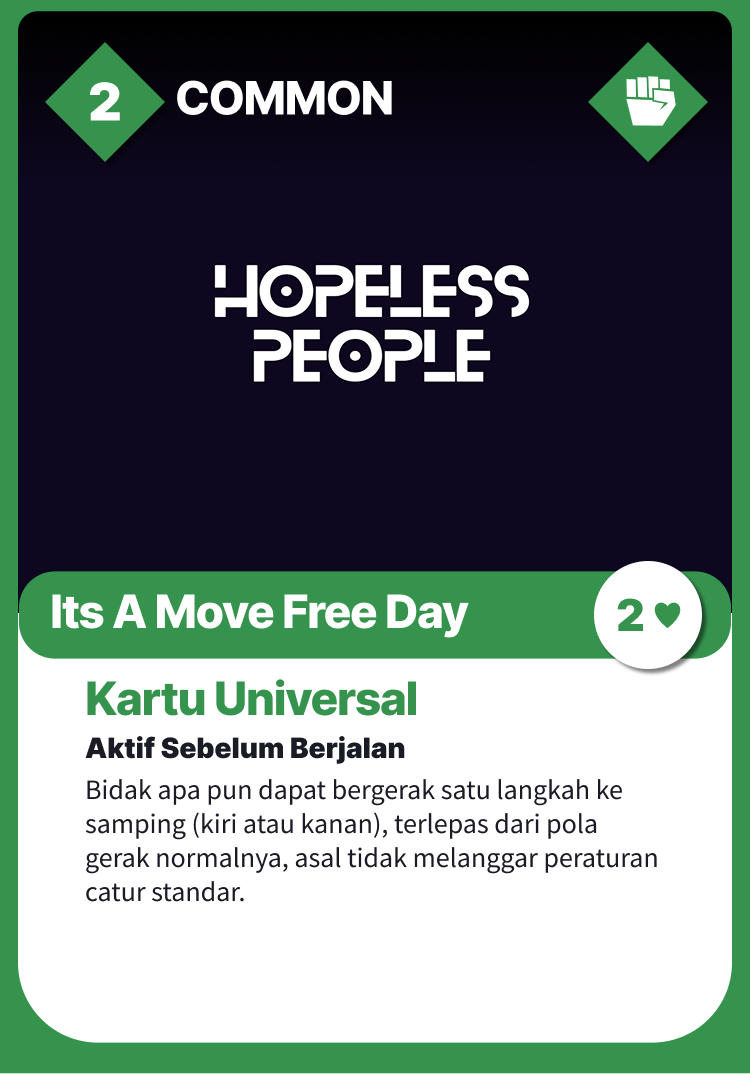 2 COMMON
HOPELESS
PEOPLE
Its A Move Free Day
2
Kartu Universal
Aktif Sebelum Berjalan
Bidak apa pun dapat bergerak satu langkah ke
samping (kiri atau kanan), terlepas dari pola
gerak normalnya, asal tidak melanggar peraturan
catur standar.